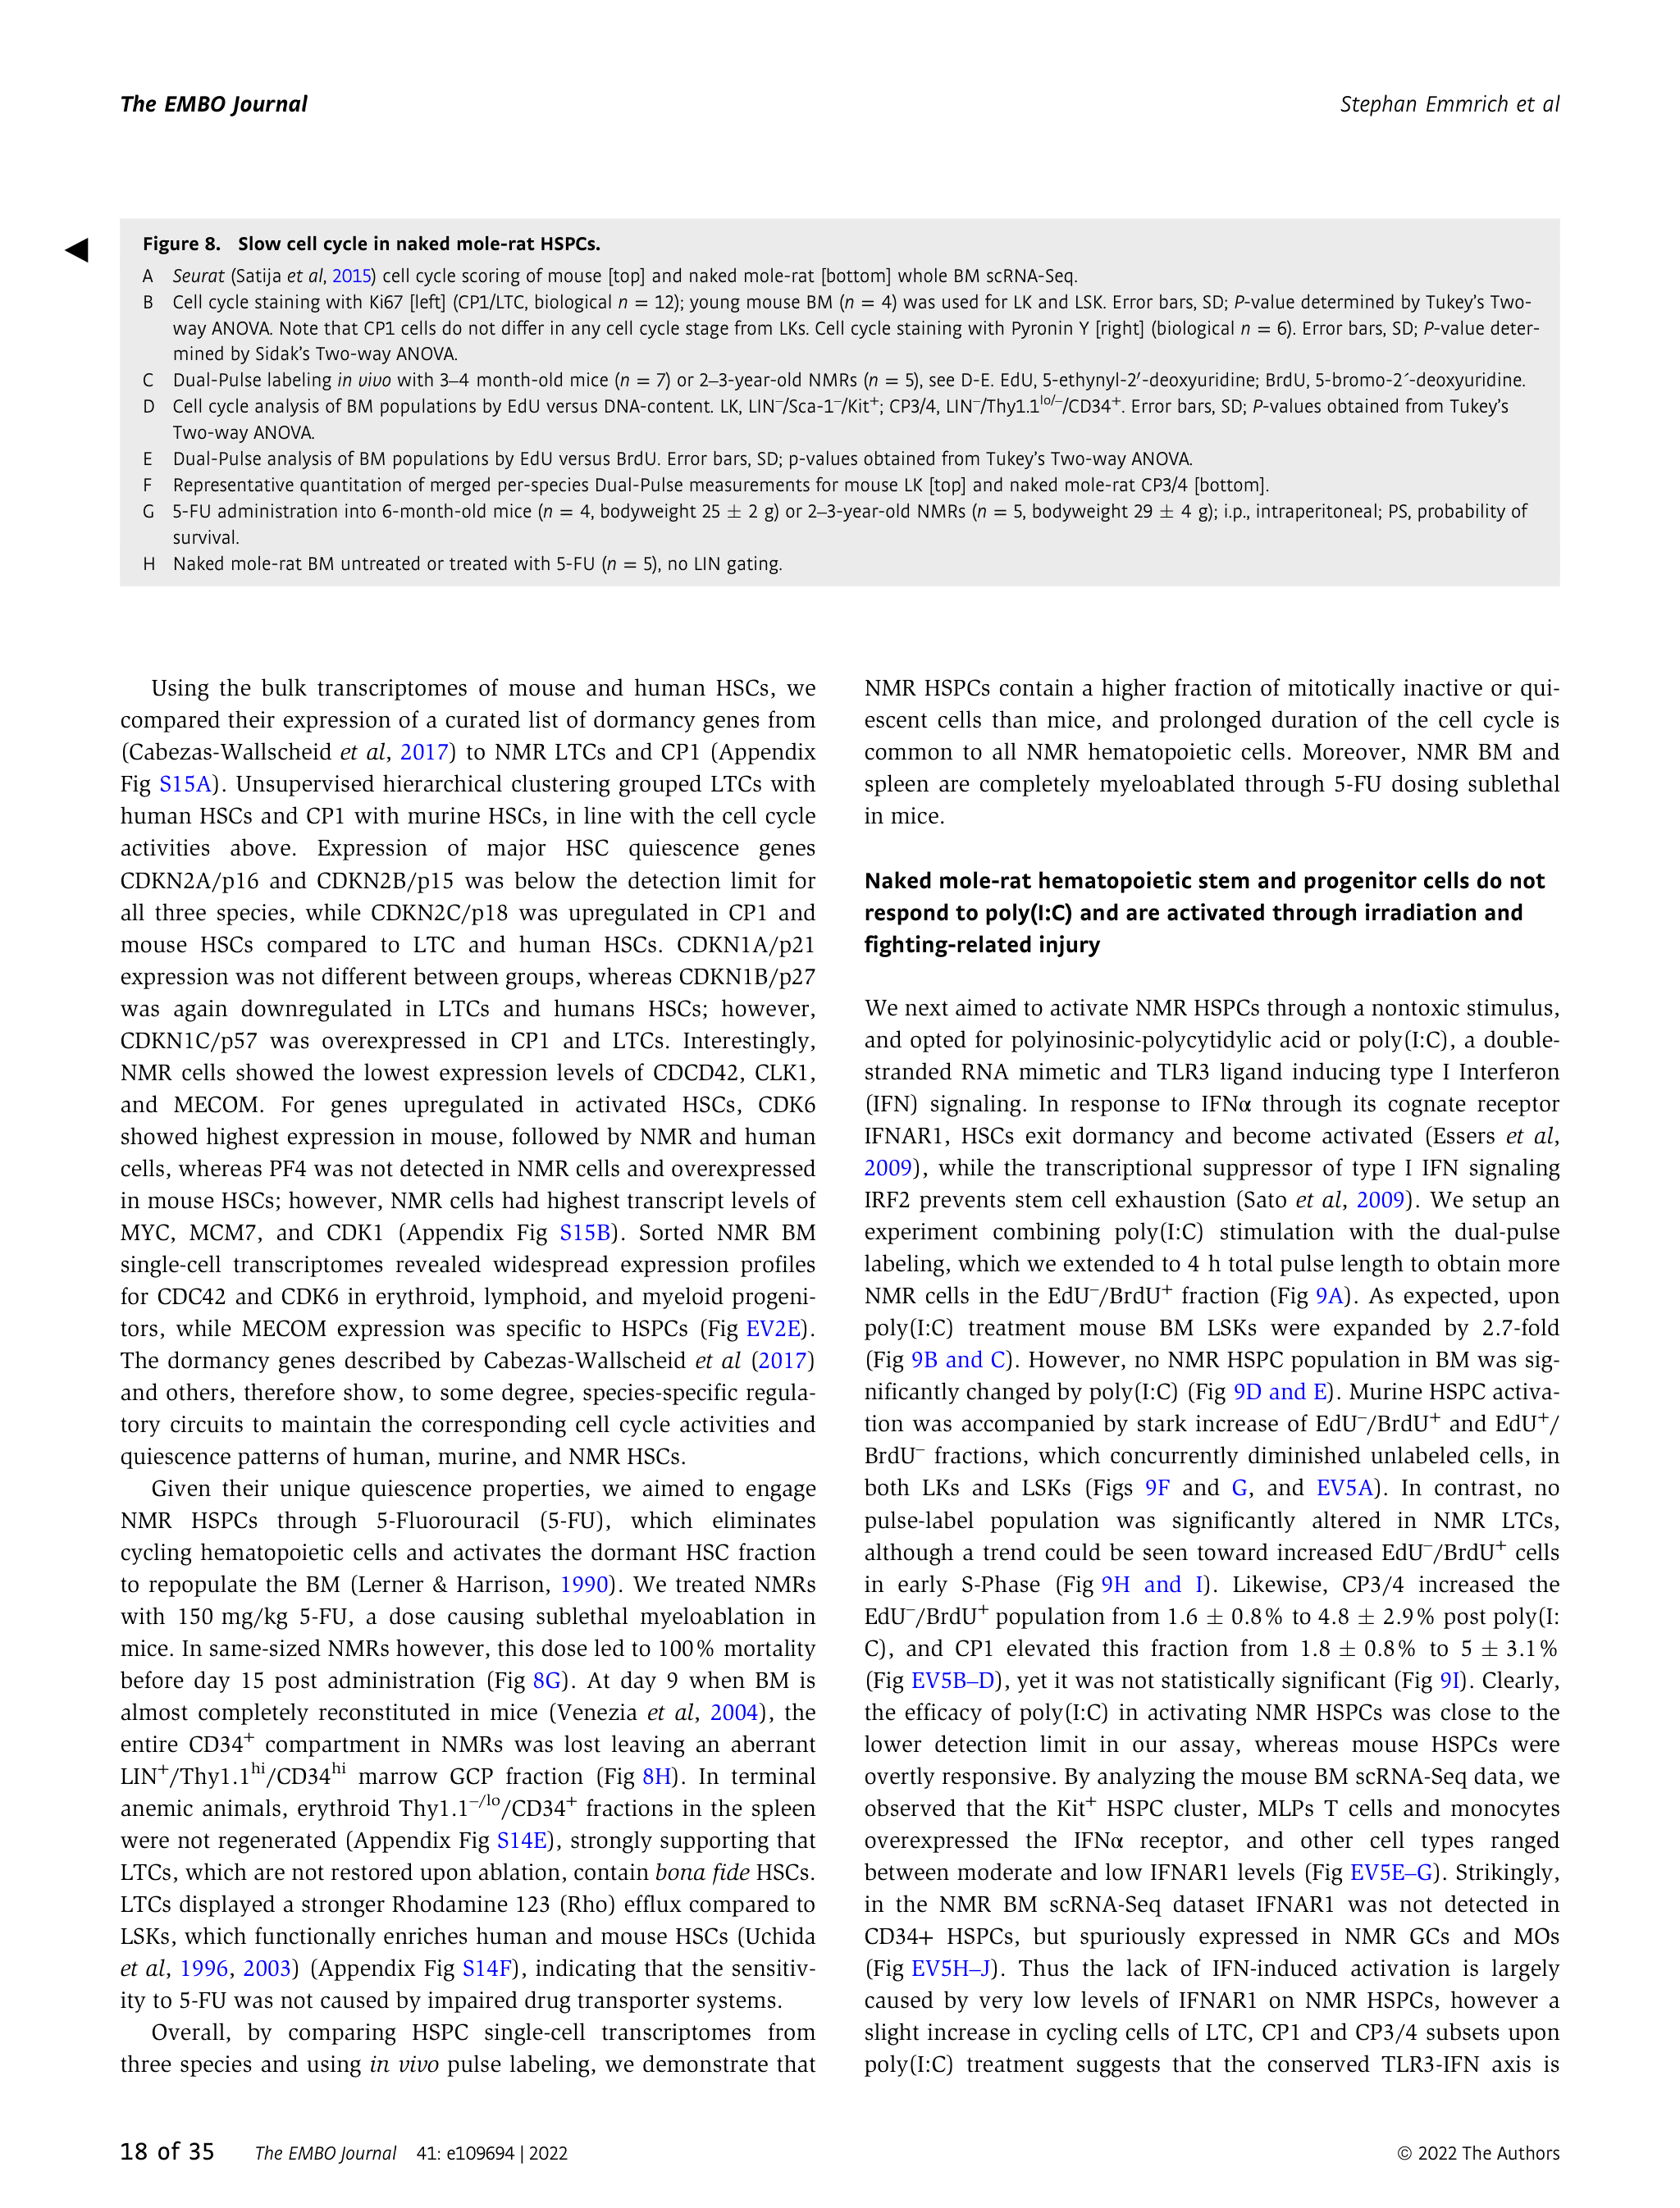 The EMBO Journal
Stephan Emmrich et al
Figure 8. Slow cell cycle in naked mole-rat HSPCs.
A Seurat (Satija et al, 2015) cell cycle scoring of mouse [top] and naked mole-rat [bottom] whole BM scRNA-Seq.
B Cell cycle staining with Ki67 [left] (CP1/LTC, biological n = 12); young mouse BM (n = 4) was used for LK and LSK. Error bars, SD; P-value determined by Tukey's Two-
way ANOVA. Note that CP1 cells do not differ in any cell cycle stage from LKs. Cell cycle staining with Pyronin Y [right] (biological n = 6). Error bars, SD; P-value deter-
mined by Sidak's Two-way ANOVA.
C Dual-Pulse labeling in vivo with 3–4 month-old mice (n = 7) or 2–3-year-old NMRs (n = 5), see D-E. EdU, 5-ethynyl-2′-deoxyuridine; BrdU, 5-bromo-2´-deoxyuridine.
D Cell cycle analysis of BM populations by EdU versus DNA-content. LK, LIN⁻/Sca-1⁻/Kit⁺; CP3/4, LIN⁻/Thy1.1ˡᵒ/⁻/CD34⁺. Error bars, SD; P-values obtained from Tukey's
Two-way ANOVA.
E Dual-Pulse analysis of BM populations by EdU versus BrdU. Error bars, SD; p-values obtained from Tukey's Two-way ANOVA.
F Representative quantitation of merged per-species Dual-Pulse measurements for mouse LK [top] and naked mole-rat CP3/4 [bottom].
G 5-FU administration into 6-month-old mice (n = 4, bodyweight 25 ± 2 g) or 2–3-year-old NMRs (n = 5, bodyweight 29 ± 4 g); i.p., intraperitoneal; PS, probability of
survival.
H Naked mole-rat BM untreated or treated with 5-FU (n = 5), no LIN gating.
Using the bulk transcriptomes of mouse and human HSCs, we
compared their expression of a curated list of dormancy genes from
(Cabezas-Wallscheid et al, 2017) to NMR LTCs and CP1 (Appendix
Fig S15A). Unsupervised hierarchical clustering grouped LTCs with
human HSCs and CP1 with murine HSCs, in line with the cell cycle
activities above. Expression of major HSC quiescence genes
CDKN2A/p16 and CDKN2B/p15 was below the detection limit for
all three species, while CDKN2C/p18 was upregulated in CP1 and
mouse HSCs compared to LTC and human HSCs. CDKN1A/p21
expression was not different between groups, whereas CDKN1B/p27
was again downregulated in LTCs and humans HSCs; however,
CDKN1C/p57 was overexpressed in CP1 and LTCs. Interestingly,
NMR cells showed the lowest expression levels of CDCD42, CLK1,
and MECOM. For genes upregulated in activated HSCs, CDK6
showed highest expression in mouse, followed by NMR and human
cells, whereas PF4 was not detected in NMR cells and overexpressed
in mouse HSCs; however, NMR cells had highest transcript levels of
MYC, MCM7, and CDK1 (Appendix Fig S15B). Sorted NMR BM
single-cell transcriptomes revealed widespread expression profiles
for CDC42 and CDK6 in erythroid, lymphoid, and myeloid progeni-
tors, while MECOM expression was specific to HSPCs (Fig EV2E).
The dormancy genes described by Cabezas-Wallscheid et al (2017)
and others, therefore show, to some degree, species-specific regula-
tory circuits to maintain the corresponding cell cycle activities and
quiescence patterns of human, murine, and NMR HSCs.
Given their unique quiescence properties, we aimed to engage
NMR HSPCs through 5-Fluorouracil (5-FU), which eliminates
cycling hematopoietic cells and activates the dormant HSC fraction
to repopulate the BM (Lerner & Harrison, 1990). We treated NMRs
with 150 mg/kg 5-FU, a dose causing sublethal myeloablation in
mice. In same-sized NMRs however, this dose led to 100% mortality
before day 15 post administration (Fig 8G). At day 9 when BM is
almost completely reconstituted in mice (Venezia et al, 2004), the
entire CD34⁺ compartment in NMRs was lost leaving an aberrant
LIN⁺/Thy1.1ʰⁱ/CD34ʰⁱ marrow GCP fraction (Fig 8H). In terminal
anemic animals, erythroid Thy1.1⁻/ˡᵒ/CD34⁺ fractions in the spleen
were not regenerated (Appendix Fig S14E), strongly supporting that
LTCs, which are not restored upon ablation, contain bona fide HSCs.
LTCs displayed a stronger Rhodamine 123 (Rho) efflux compared to
LSKs, which functionally enriches human and mouse HSCs (Uchida
et al, 1996, 2003) (Appendix Fig S14F), indicating that the sensitiv-
ity to 5-FU was not caused by impaired drug transporter systems.
Overall, by comparing HSPC single-cell transcriptomes from
three species and using in vivo pulse labeling, we demonstrate that
NMR HSPCs contain a higher fraction of mitotically inactive or qui-
escent cells than mice, and prolonged duration of the cell cycle is
common to all NMR hematopoietic cells. Moreover, NMR BM and
spleen are completely myeloablated through 5-FU dosing sublethal
in mice.
Naked mole-rat hematopoietic stem and progenitor cells do not
respond to poly(I:C) and are activated through irradiation and
fighting-related injury
We next aimed to activate NMR HSPCs through a nontoxic stimulus,
and opted for polyinosinic-polycytidylic acid or poly(I:C), a double-
stranded RNA mimetic and TLR3 ligand inducing type I Interferon
(IFN) signaling. In response to IFNα through its cognate receptor
IFNAR1, HSCs exit dormancy and become activated (Essers et al,
2009), while the transcriptional suppressor of type I IFN signaling
IRF2 prevents stem cell exhaustion (Sato et al, 2009). We setup an
experiment combining poly(I:C) stimulation with the dual-pulse
labeling, which we extended to 4 h total pulse length to obtain more
NMR cells in the EdU⁻/BrdU⁺ fraction (Fig 9A). As expected, upon
poly(I:C) treatment mouse BM LSKs were expanded by 2.7-fold
(Fig 9B and C). However, no NMR HSPC population in BM was sig-
nificantly changed by poly(I:C) (Fig 9D and E). Murine HSPC activa-
tion was accompanied by stark increase of EdU⁻/BrdU⁺ and EdU⁺/
BrdU⁻ fractions, which concurrently diminished unlabeled cells, in
both LKs and LSKs (Figs 9F and G, and EV5A). In contrast, no
pulse-label population was significantly altered in NMR LTCs,
although a trend could be seen toward increased EdU⁻/BrdU⁺ cells
in early S-Phase (Fig 9H and I). Likewise, CP3/4 increased the
EdU⁻/BrdU⁺ population from 1.6 ± 0.8% to 4.8 ± 2.9% post poly(I:
C), and CP1 elevated this fraction from 1.8 ± 0.8% to 5 ± 3.1%
(Fig EV5B–D), yet it was not statistically significant (Fig 9I). Clearly,
the efficacy of poly(I:C) in activating NMR HSPCs was close to the
lower detection limit in our assay, whereas mouse HSPCs were
overtly responsive. By analyzing the mouse BM scRNA-Seq data, we
observed that the Kit⁺ HSPC cluster, MLPs T cells and monocytes
overexpressed the IFNα receptor, and other cell types ranged
between moderate and low IFNAR1 levels (Fig EV5E–G). Strikingly,
in the NMR BM scRNA-Seq dataset IFNAR1 was not detected in
CD34+ HSPCs, but spuriously expressed in NMR GCs and MOs
(Fig EV5H–J). Thus the lack of IFN-induced activation is largely
caused by very low levels of IFNAR1 on NMR HSPCs, however a
slight increase in cycling cells of LTC, CP1 and CP3/4 subsets upon
poly(I:C) treatment suggests that the conserved TLR3-IFN axis is
18 of 35 The EMBO Journal 41: e109694 | 2022
© 2022 The Authors